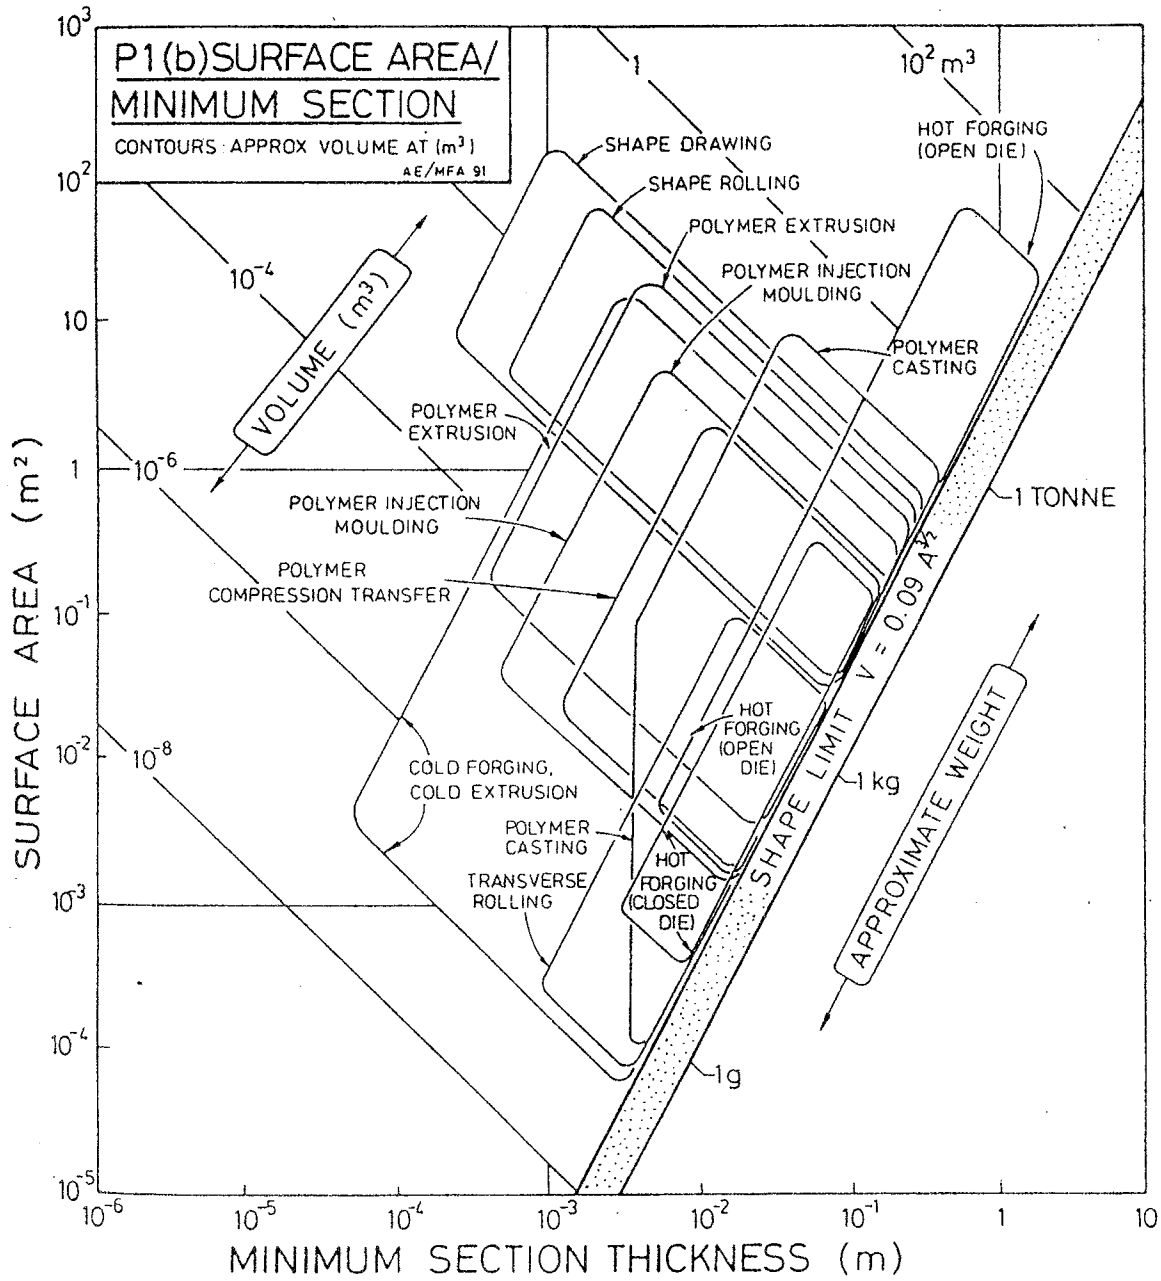 P1(b) SURFACE AREA/
MINIMUM SECTION
CONTOURS: APPROX VOLUME AT (m³)
AE/MFA 91
10³
10²
10
1
10⁻¹
10⁻²
10⁻³
10⁻⁴
10⁻⁵
SURFACE AREA (m²)
1
10² m³
10⁻⁴
10⁻⁶
10⁻⁸
VOLUME (m³)
HOT FORGING
(OPEN DIE)
SHAPE DRAWING
SHAPE ROLLING
POLYMER EXTRUSION
POLYMER INJECTION
MOULDING
POLYMER
CASTING
POLYMER
EXTRUSION
POLYMER INJECTION
MOULDING
POLYMER
COMPRESSION TRANSFER
COLD FORGING,
COLD EXTRUSION
POLYMER
CASTING
TRANSVERSE
ROLLING
HOT
FORGING
(OPEN
DIE)
HOT
FORGING
(CLOSED
DIE)
SHAPE LIMIT V = 0.09 A^3/2
1 TONNE
1 kg
1g
APPROXIMATE WEIGHT
10⁻⁶
10⁻⁵
10⁻⁴
10⁻³
10⁻²
10⁻¹
1
10
MINIMUM SECTION THICKNESS (m)